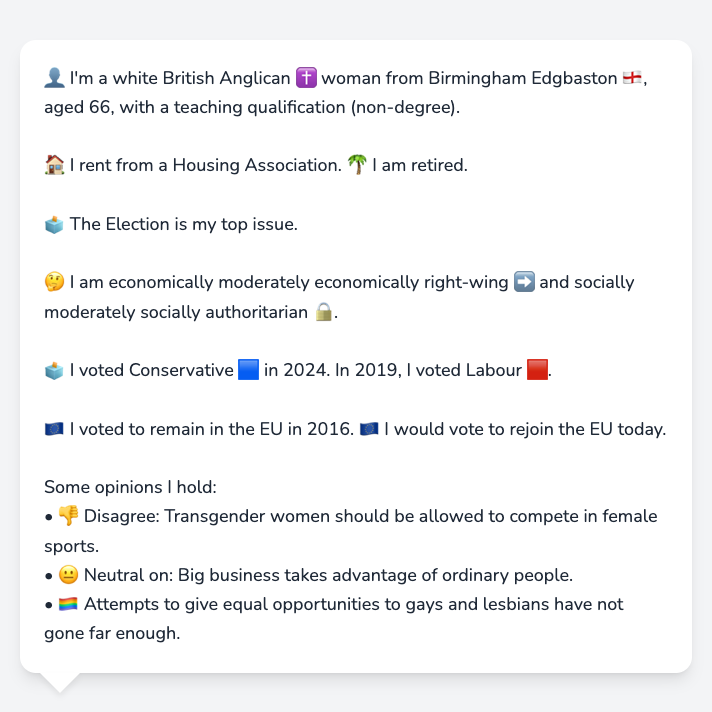 👤 I'm a white British Anglican ✝️ woman from Birmingham Edgbaston 🏴󠁧󠁢󠁥󠁮󠁧󠁿,
aged 66, with a teaching qualification (non-degree).
🏠 I rent from a Housing Association. 🌴 I am retired.
🗳️ The Election is my top issue.
🤔 I am economically moderately economically right-wing ➡️ and socially
moderately socially authoritarian 🔒.
🗳️ I voted Conservative 🟦 in 2024. In 2019, I voted Labour 🟥.
🇪🇺 I voted to remain in the EU in 2016. 🇪🇺 I would vote to rejoin the EU today.
Some opinions I hold:
• 👎 Disagree: Transgender women should be allowed to compete in female
sports.
• 😐 Neutral on: Big business takes advantage of ordinary people.
• 🏳️‍🌈 Attempts to give equal opportunities to gays and lesbians have not
gone far enough.